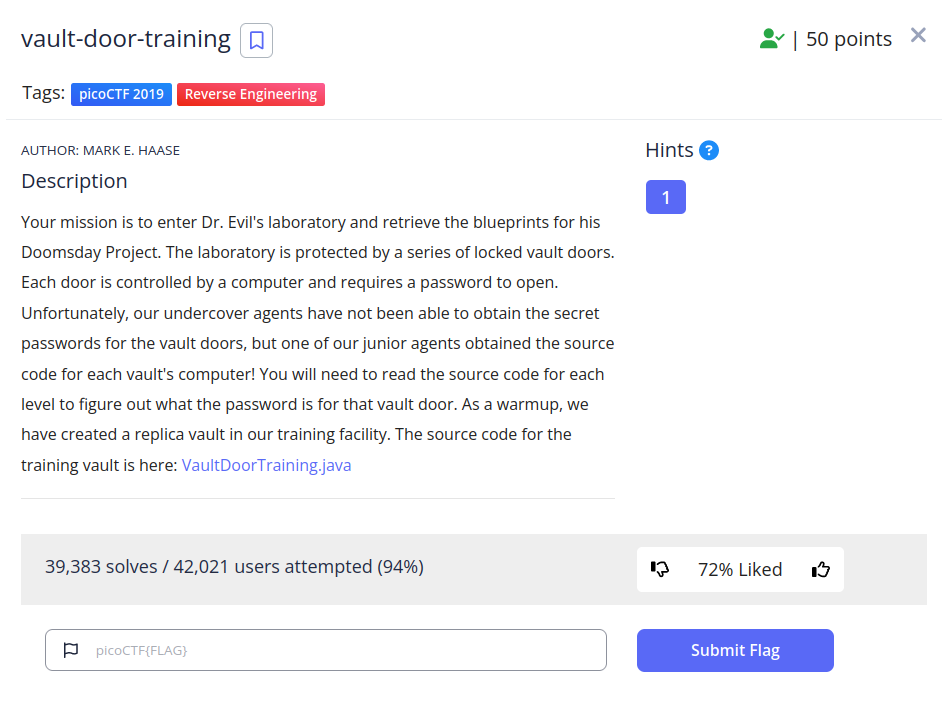 vault-door-training
| 50 points
Tags: picoCTF 2019 Reverse Engineering
AUTHOR: MARK E. HAASE
Description
Your mission is to enter Dr. Evil's laboratory and retrieve the blueprints for his
Doomsday Project. The laboratory is protected by a series of locked vault doors.
Each door is controlled by a computer and requires a password to open.
Unfortunately, our undercover agents have not been able to obtain the secret
passwords for the vault doors, but one of our junior agents obtained the source
code for each vault's computer! You will need to read the source code for each
level to figure out what the password is for that vault door. As a warmup, we
have created a replica vault in our training facility. The source code for the
training vault is here: VaultDoorTraining.java
Hints ?
1
39,383 solves / 42,021 users attempted (94%)
72% Liked
picoCTF{FLAG}
Submit Flag